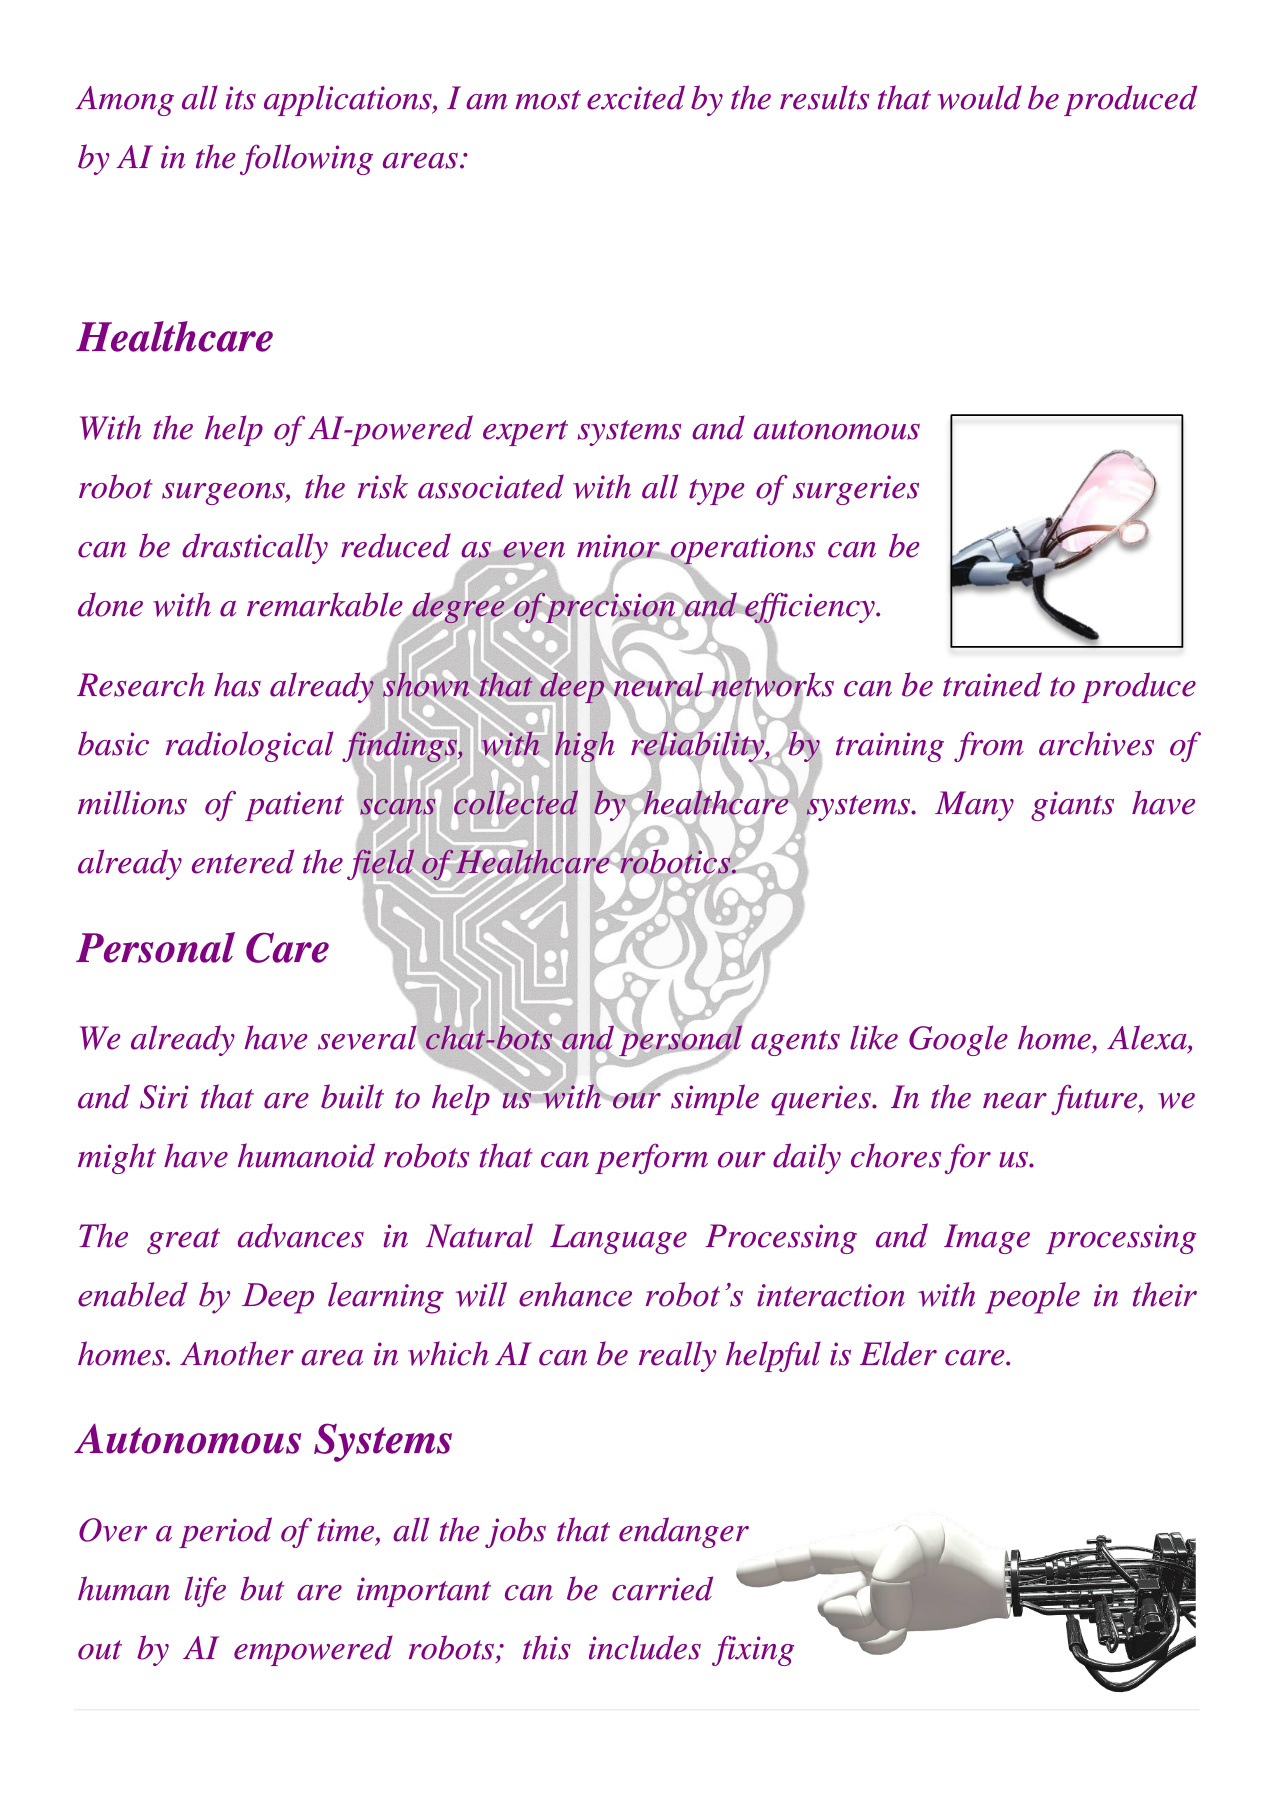 Among all its applications, I am most excited by the results that would be produced
by AI in the following areas:
Healthcare
With the help of AI-powered expert systems and autonomous
robot surgeons, the risk associated with all type of surgeries
can be drastically reduced as even minor operations can be
done with a remarkable degree of precision and efficiency.
Research has already shown that deep neural networks can be trained to produce
basic radiological findings, with high reliability, by training from archives of
millions of patient scans collected by healthcare systems. Many giants have
already entered the field of Healthcare robotics.
Personal Care
We already have several chat-bots and personal agents like Google home, Alexa,
and Siri that are built to help us with our simple queries. In the near future, we
might have humanoid robots that can perform our daily chores for us.
The great advances in Natural Language Processing and Image processing
enabled by Deep learning will enhance robot’s interaction with people in their
homes. Another area in which AI can be really helpful is Elder care.
Autonomous Systems
Over a period of time, all the jobs that endanger
human life but are important can be carried
out by AI empowered robots; this includes fixing